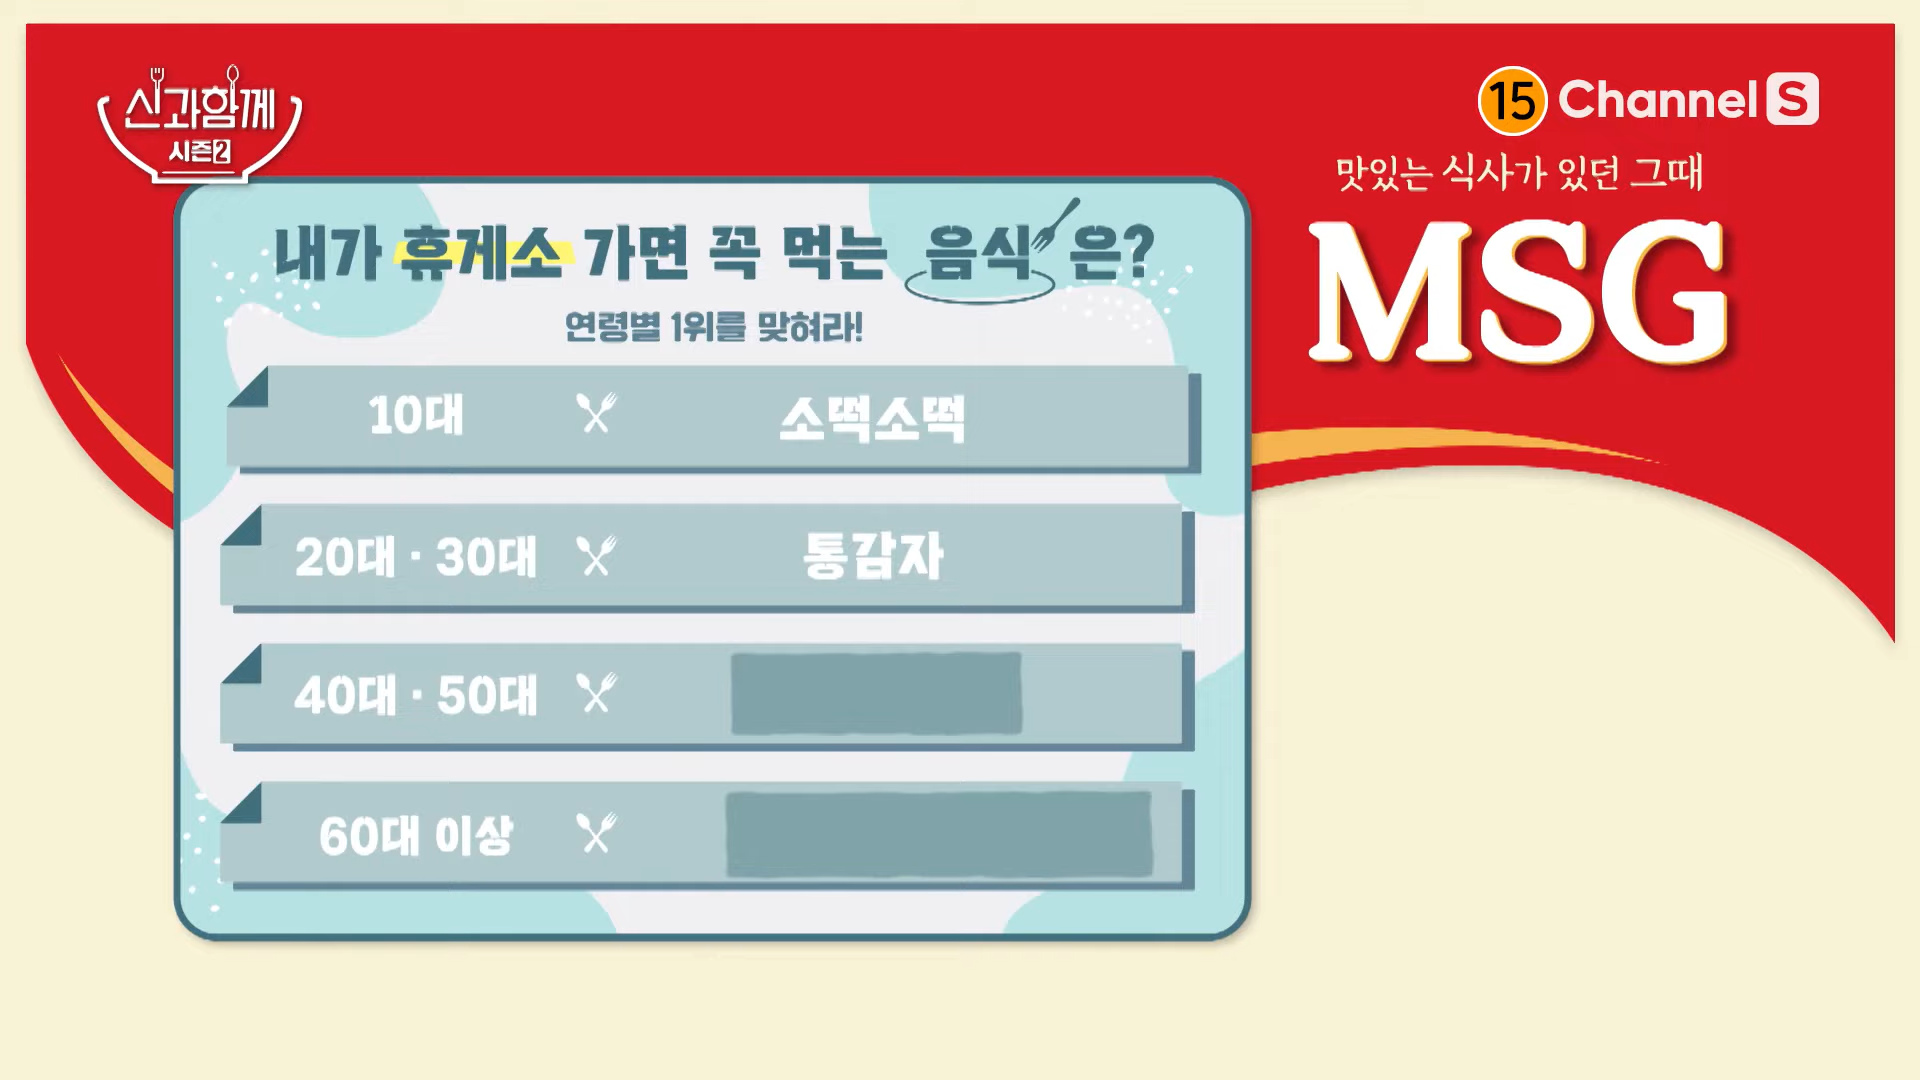 신과함께
시즌2
15 Channel S
맛있는 식사가 있던 그때
MSG
내가 휴게소 가면 꼭 먹는 음식은?
연령별 1위를 맞혀라!
10대 소떡소떡
20대 · 30대 통감자
40대 · 50대
60대 이상